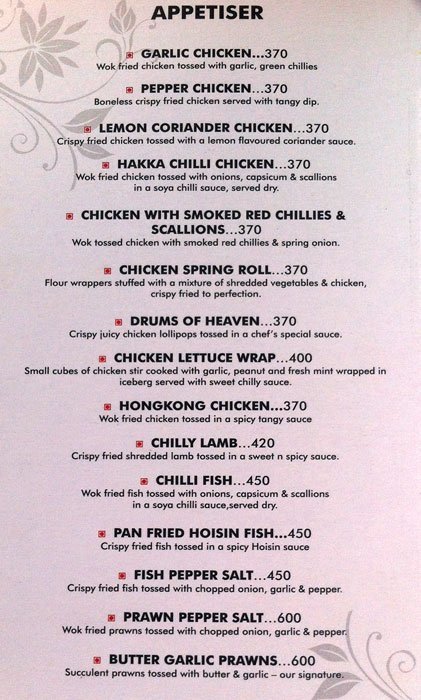 APPETISER
GARLIC CHICKEN...370
Wok fried chicken tossed with garlic, green chillies
PEPPER CHICKEN...370
Boneless crispy fried chicken served with tangy dip.
LEMON CORIANDER CHICKEN...370
Crispy fried chicken tossed with a lemon flavoured coriander sauce.
HAKKA CHILLI CHICKEN...370
Wok fried chicken tossed with onions, capsicum & scallions
in a soya chilli sauce, served dry.
CHICKEN WITH SMOKED RED CHILLIES &
SCALLIONS...370
Wok tossed chicken with smoked red chillies & spring onion.
CHICKEN SPRING ROLL...370
Flour wrappers stuffed with a mixture of shredded vegetables & chicken,
crispy fried to perfection.
DRUMS OF HEAVEN...370
Crispy juicy chicken lollipops tossed in a chef's special sauce.
CHICKEN LETTUCE WRAP...400
Small cubes of chicken stir cooked with garlic, peanut and fresh mint wrapped in
iceberg served with sweet chilly sauce.
HONGKONG CHICKEN...370
Wok fried chicken tossed in a spicy tangy sauce
CHILLY LAMB...420
Crispy fried shredded lamb tossed in a sweet n spicy sauce.
CHILLI FISH...450
Wok fried fish tossed with onions, capsicum & scallions
in a soya chilli sauce,served dry.
PAN FRIED HOISIN FISH...450
Crispy fried fish tossed in a spicy Hoisin sauce
FISH PEPPER SALT...450
Crispy fried fish tossed with chopped onion, garlic & pepper.
PRAWN PEPPER SALT...600
Wok fried prawns tossed with chopped onion, garlic & pepper.
BUTTER GARLIC PRAWNS...600
Succulent prawns tossed with butter & garlic – our signature.